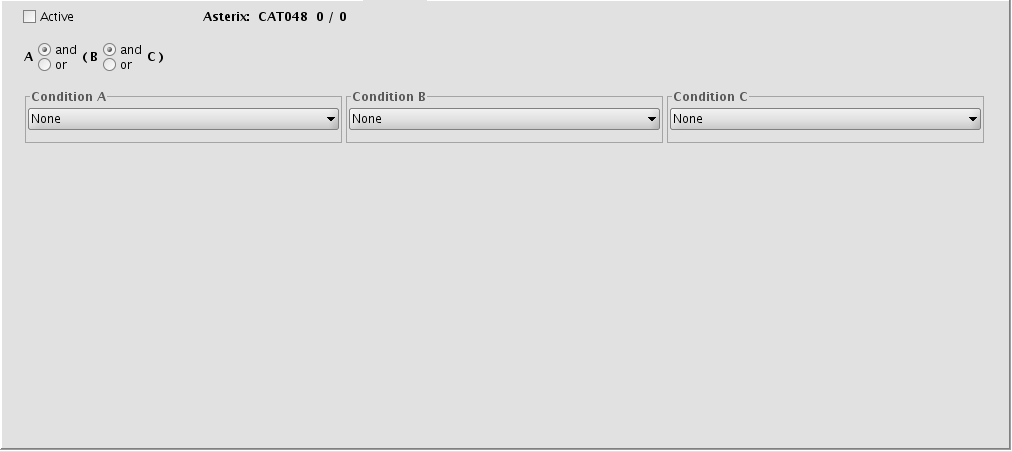 Active Asterix: CAT048 0 / 0
A and ( B and C )
or or
Condition A Condition B Condition C
None None None